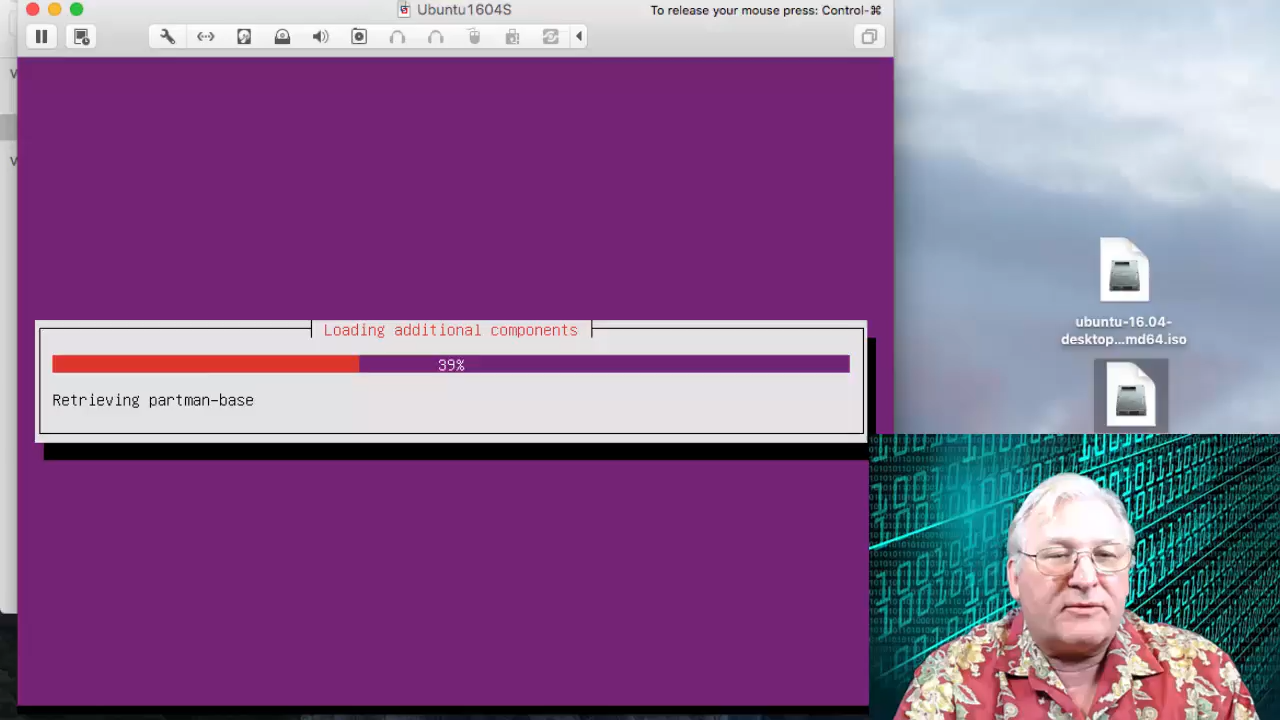 Ubuntu1604S
To release your mouse press: Control-⌘
Loading additional components
39%
Retrieving partman-base
ubuntu-16.04-
desktop...md64.iso